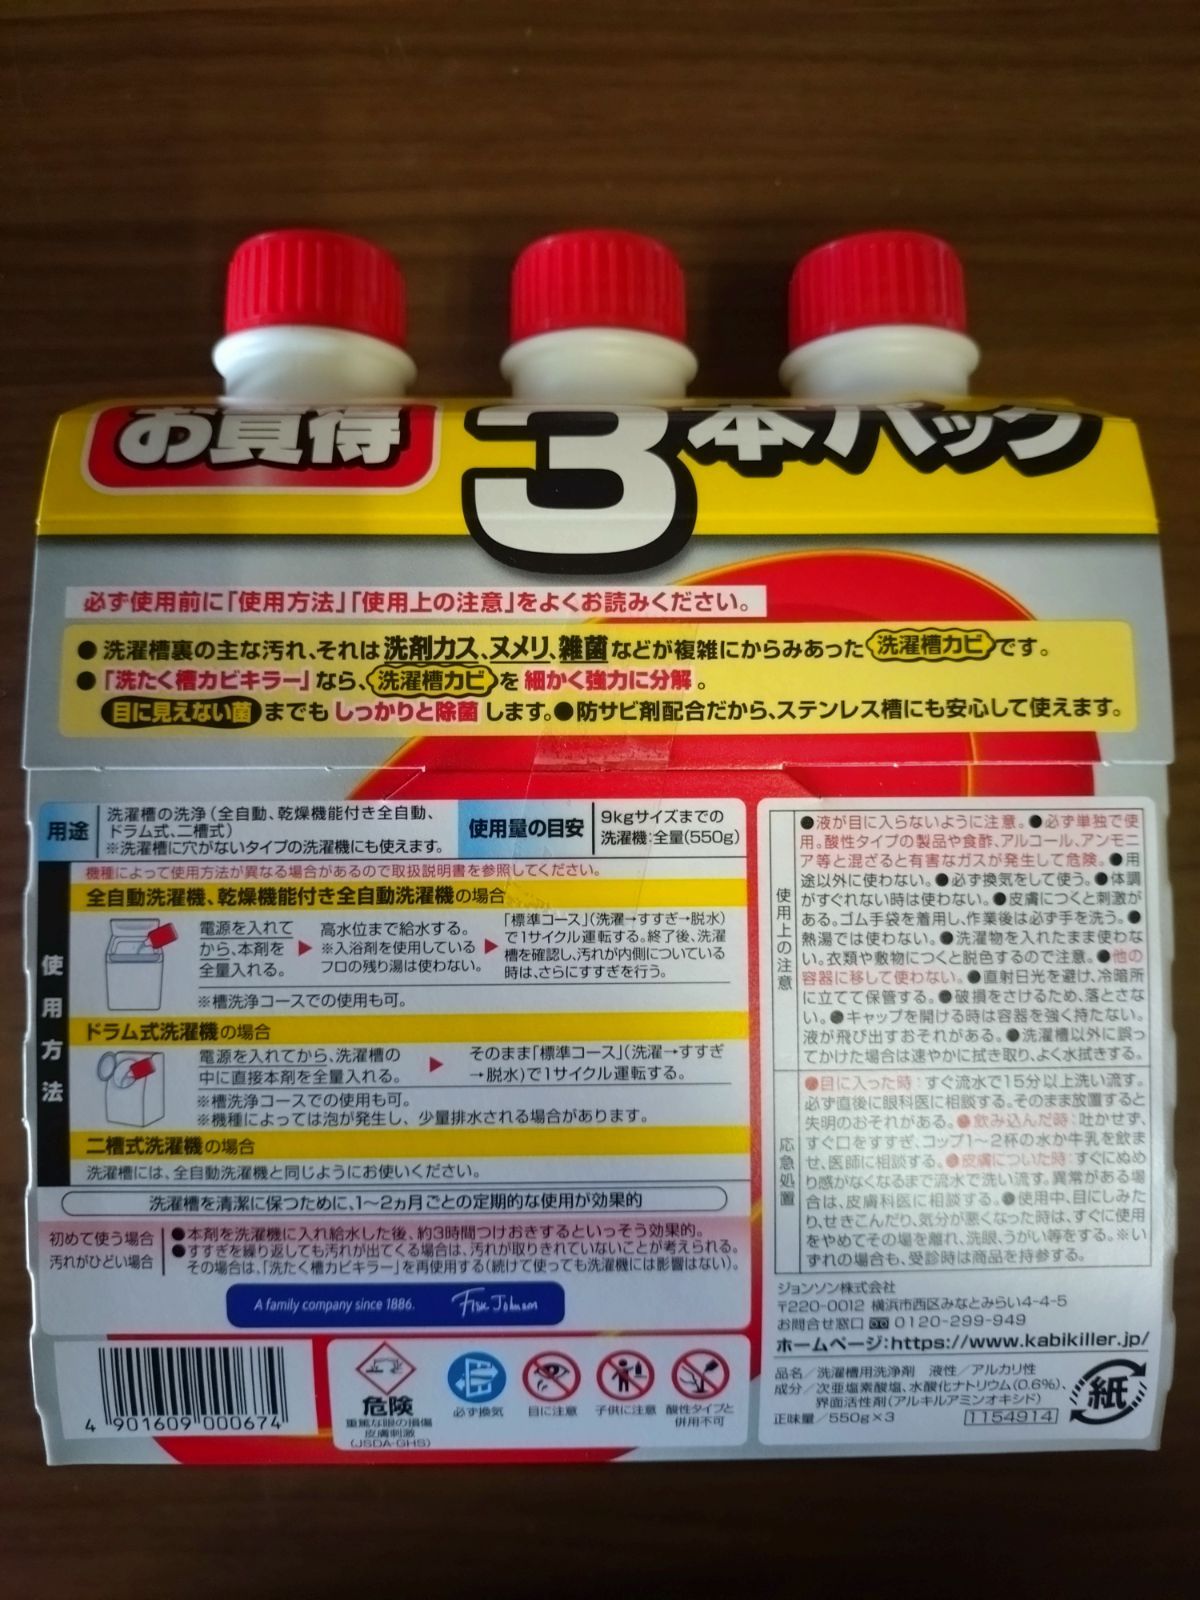 お買得
3本パック
必ず使用前に「使用方法」「使用上の注意」をよくお読みください。
●洗濯槽裏の主な汚れ、それは洗剤カス、ヌメリ、雑菌などが複雑にからみあった洗濯槽カビです。
●「洗たく槽カビキラー」なら、洗濯槽カビを細かく強力に分解。
目に見えない菌までもしっかりと除菌します。●防サビ剤配合だから、ステンレス槽にも安心して使えます。
用途
洗濯槽の洗浄(全自動、乾燥機能付き全自動、
ドラム式、二槽式)
※洗濯槽に穴がないタイプの洗濯機にも使えます。
使用量の目安
9kgサイズまでの
洗濯機:全量(550g)
使用方法
機種によって使用方法が異なる場合があるので取扱説明書を参照してください。
全自動洗濯機、乾燥機能付き全自動洗濯機の場合
電源を入れて
から、本剤を
全量入れる。
高水位まで給水する。
※入浴剤を使用している
フロの残り湯は使わない。
「標準コース」(洗濯→すすぎ→脱水)
で1サイクル運転する。終了後、洗濯
槽を確認し、汚れが内側についている
時は、さらにすすぎを行う。
※槽洗浄コースでの使用も可。
ドラム式洗濯機の場合
電源を入れてから、洗濯槽の
中に直接本剤を全量入れる。
そのまま「標準コース」(洗濯→すすぎ
→脱水)で1サイクル運転する。
※槽洗浄コースでの使用も可。
※機種によっては泡が発生し、少量排水される場合があります。
二槽式洗濯機の場合
洗濯槽には、全自動洗濯機と同じようにお使いください。
洗濯槽を清潔に保つために、1〜2ヵ月ごとの定期的な使用が効果的
初めて使う場合
汚れがひどい場合
●本剤を洗濯機に入れ給水した後、約3時間つけおきするといっそう効果的。
●すすぎを繰り返しても汚れが出てくる場合は、汚れが取りきれていないことが考えられる。
その場合は、「洗たく槽カビキラー」を再使用する(続けて使っても洗濯機には影響はない)。
A family company since 1886.
Fisk Johnson
4 901609 000674
危険
重篤な眼の損傷
皮膚刺激
(JSDA-GHS)
必ず換気
目に注意
子供に注意
酸性タイプと
併用不可
使用上の注意
●液が目に入らないように注意。●必ず単独で使
用。酸性タイプの製品や食酢、アルコール、アンモニ
ア等と混ざると有害なガスが発生して危険。●用
途以外に使わない。●必ず換気をして使う。●体調
がすぐれない時は使わない。●皮膚につくと刺激が
ある。ゴム手袋を着用し、作業後は必ず手を洗う。●
熱湯では使わない。●洗濯物を入れたまま使わな
い。衣類や敷物につくと脱色するので注意。●他の
容器に移して使わない。●直射日光を避け、冷暗所
に立てて保管する。●破損をさけるため、落とさな
い。●キャップを開ける時は容器を強く持たない。
液が飛び出すおそれがある。●洗濯槽以外に誤っ
てかけた場合は速やかに拭き取り、よく水拭きする。
応急処置
●目に入った時:すぐ流水で15分以上洗い流す。
必ず直後に眼科医に相談する。そのまま放置すると
失明のおそれがある。●飲み込んだ時:吐かせず、
すぐ口をすすぎ、コップ1〜2杯の水か牛乳を飲ま
せ、医師に相談する。●皮膚についた時:すぐにぬめ
り感がなくなるまで流水で洗い流す。異常がある場
合は、皮膚科医に相談する。●使用中、目にしみた
り、せきこんだり、気分が悪くなった時は、すぐに使用
をやめてその場を離れ、洗眼、うがい等をする。※い
ずれの場合も、受診時は商品を持参する。
ジョンソン株式会社
〒220-0012 横浜市西区みなとみらい4-4-5
お問合せ窓口 0120-299-949
ホームページ:https://www.kabikiller.jp/
品名/洗濯槽用洗浄剤 液性/アルカリ性
成分/次亜塩素酸塩、水酸化ナトリウム(0.6%)、
界面活性剤(アルキルアミンオキシド)
正味量/550g×3 1154914
紙